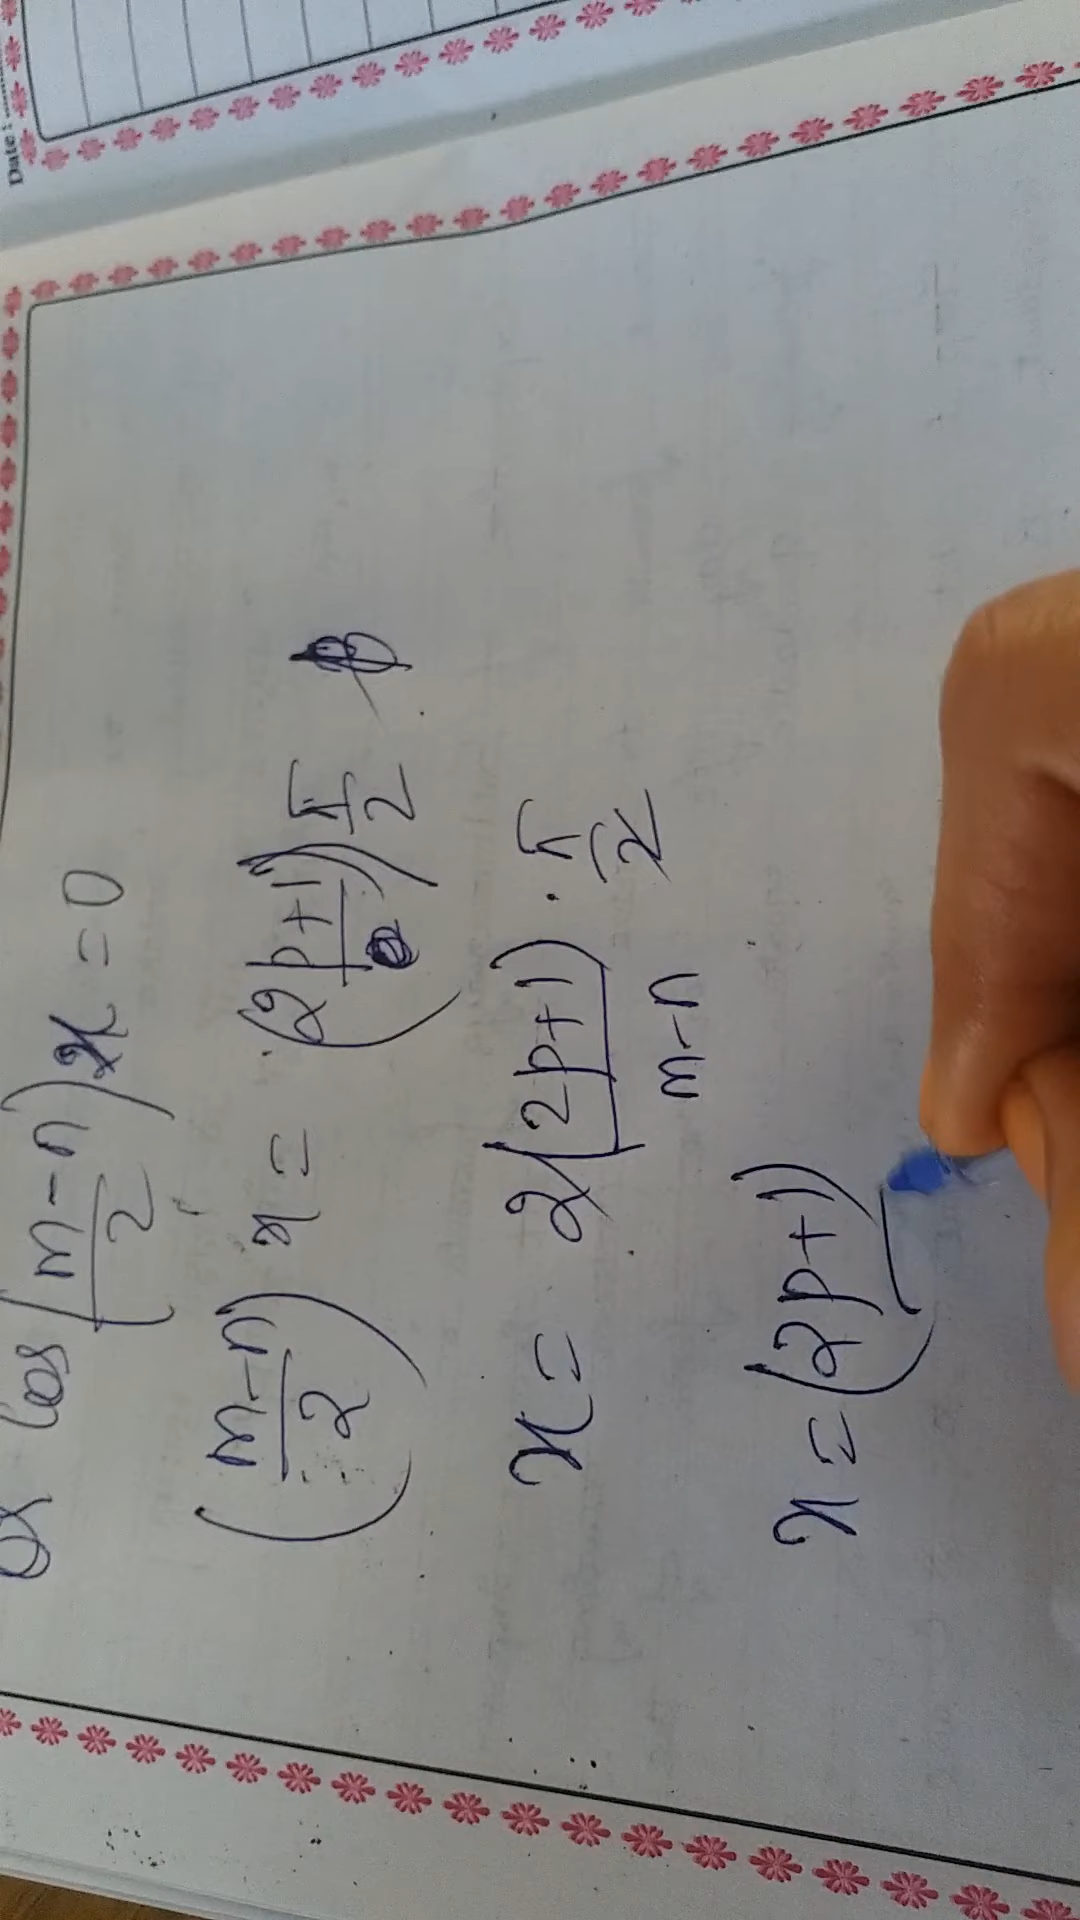 Date :
or cos (m-n/2)x = 0
(m-n/2) x = (2p+1) π/2
x = 2(2p+1)/m-n . π/2
x = (2p+1)